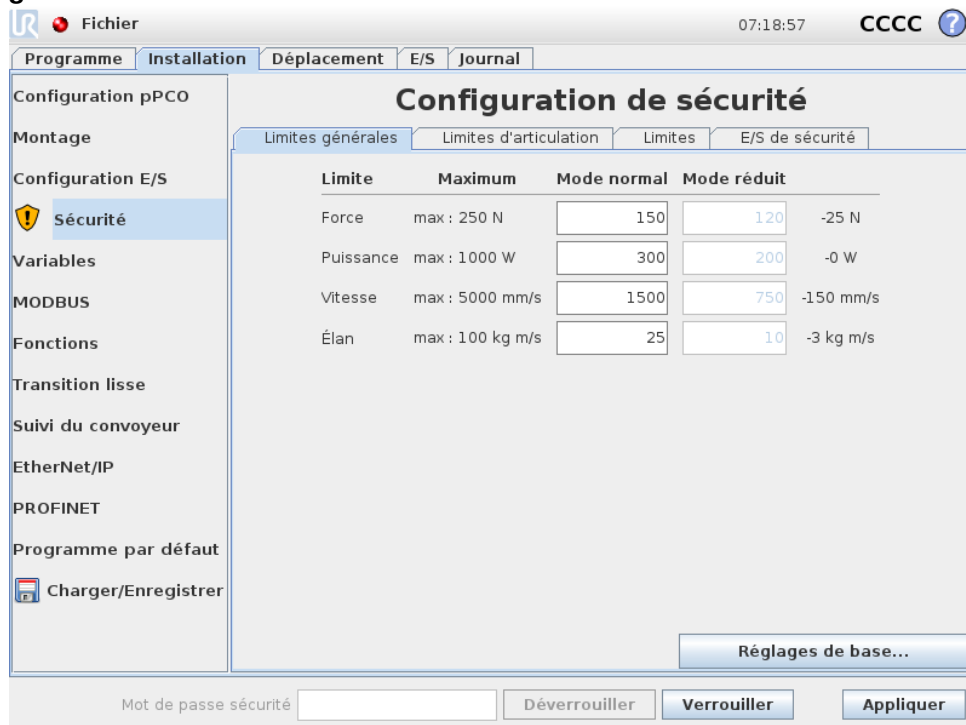 UR Fichier 07:18:57 CCCC ?
Programme Installation Déplacement E/S Journal
Configuration pPCO
Montage
Configuration E/S
Sécurité
Variables
MODBUS
Fonctions
Transition lisse
Suivi du convoyeur
EtherNet/IP
PROFINET
Programme par défaut
Charger/Enregistrer
Configuration de sécurité
Limites générales Limites d'articulation Limites E/S de sécurité
Limite Maximum Mode normal Mode réduit
Force max : 250 N 150 120 -25 N
Puissance max : 1000 W 300 200 -0 W
Vitesse max : 5000 mm/s 1500 750 -150 mm/s
Élan max : 100 kg m/s 25 10 -3 kg m/s
Réglages de base...
Mot de passe sécurité Déverrouiller Verrouiller Appliquer